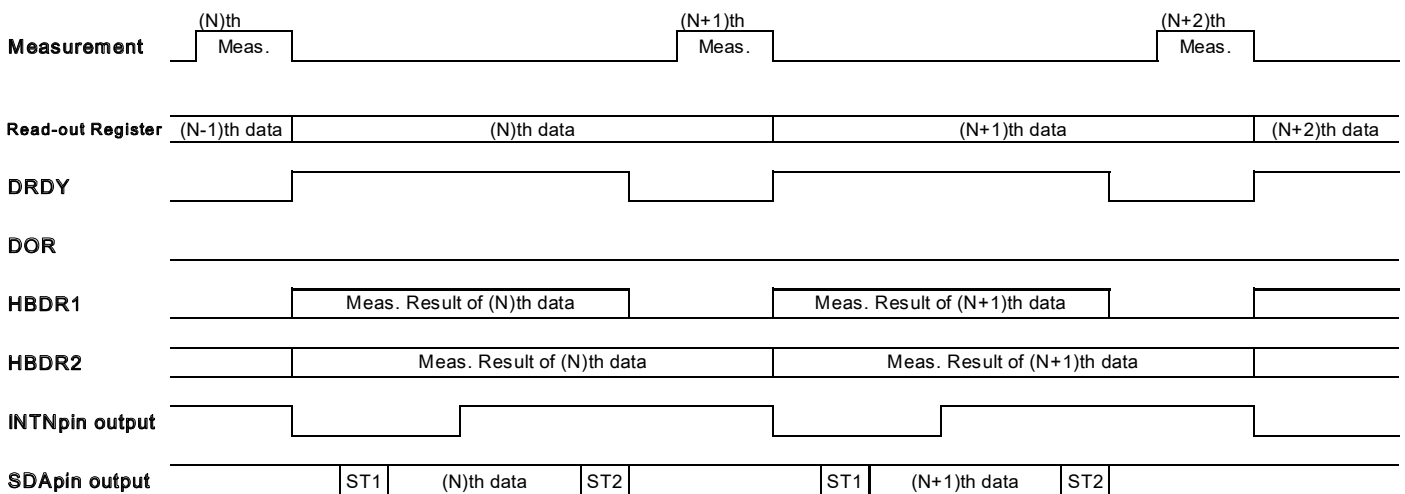 (N)th (N+1)th (N+2)th
Measurement Meas. Meas. Meas.
Read-out Register (N-1)th data (N)th data (N+1)th data (N+2)th data
DRDY
DOR
HBDR1 Meas. Result of (N)th data Meas. Result of (N+1)th data
HBDR2 Meas. Result of (N)th data Meas. Result of (N+1)th data
INTNpin output
SDApin output ST1 (N)th data ST2 ST1 (N+1)th data ST2